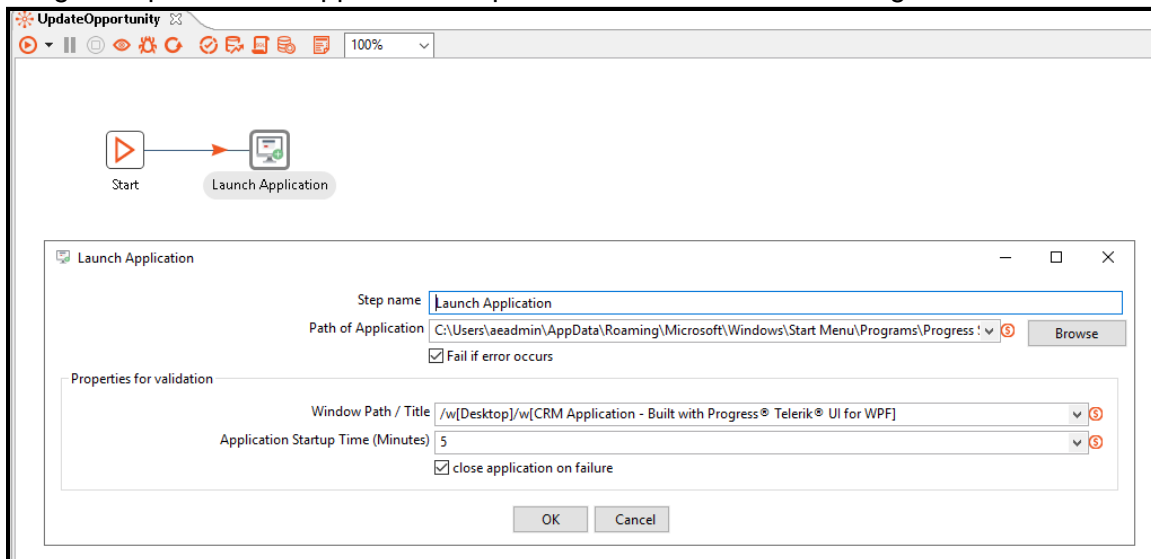 UpdateOpportunity
100%
Start
Launch Application
Launch Application
Step name
Launch Application
Path of Application
C:\Users\aeadmin\AppData\Roaming\Microsoft\Windows\Start Menu\Programs\Progress
Browse
Fail if error occurs
Properties for validation
Window Path / Title
/w[Desktop]/w[CRM Application - Built with Progress® Telerik® UI for WPF]
Application Startup Time (Minutes)
5
close application on failure
OK
Cancel